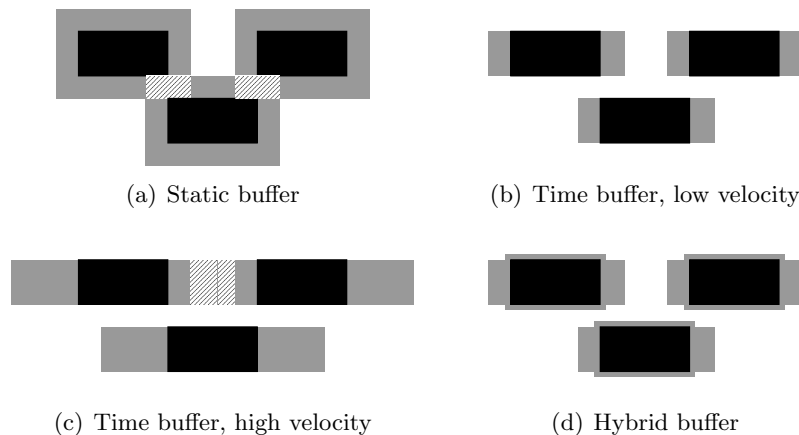 (a) Static buffer
(b) Time buffer, low velocity
(c) Time buffer, high velocity
(d) Hybrid buffer